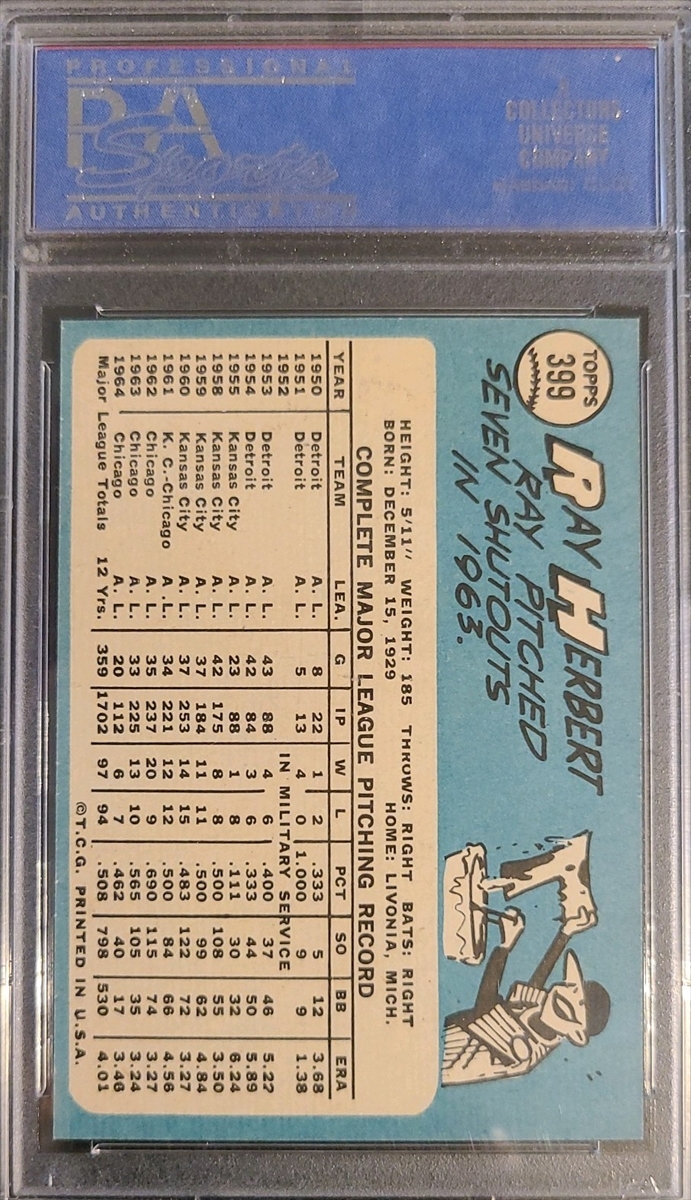 PROFESSIONAL
PSA
Sports
AUTHENTICATION
A
COLLECTORS
UNIVERSE
COMPANY
TOPPS
399
RAY HERBERT
RAY PITCHED
SEVEN SHUTOUTS
IN 1963.
HEIGHT: 5'11" WEIGHT: 185 THROWS: RIGHT BATS: RIGHT
BORN: DECEMBER 15, 1929 HOME: LIVONIA, MICH.
COMPLETE MAJOR LEAGUE PITCHING RECORD
YEAR TEAM LEA. G IP W L PCT SO BB ERA
1950 Detroit A. L. 8 22 1 2 .333 5 12 3.68
1951 Detroit A. L. 5 13 4 0 1.000 9 9 1.38
1952 IN MILITARY SERVICE
1953 Detroit A. L. 43 88 4 6 .400 37 46 5.22
1954 Detroit A. L. 42 84 3 6 .333 44 50 5.89
1955 Kansas City A. L. 23 88 1 8 .111 30 32 6.24
1958 Kansas City A. L. 42 175 8 8 .500 108 55 3.50
1959 Kansas City A. L. 37 184 11 11 .500 99 62 4.84
1960 Kansas City A. L. 37 253 14 15 .483 122 72 3.27
1961 K. C.-Chicago A. L. 34 221 12 12 .500 84 66 4.56
1962 Chicago A. L. 35 237 20 9 .690 115 74 3.27
1963 Chicago A. L. 33 225 13 10 .565 105 35 3.24
1964 Chicago A. L. 20 112 6 7 .462 40 17 3.46
Major League Totals 12 Yrs. 359 1702 97 94 .508 798 530 4.01
©T.C.G. PRINTED IN U.S.A.